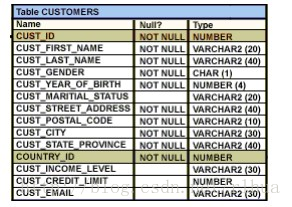 Table CUSTOMERS
Name Null? Type
CUST_ID NOT NULL NUMBER
CUST_FIRST_NAME NOT NULL VARCHAR2 (20)
CUST_LAST_NAME NOT NULL VARCHAR2 (40)
CUST_GENDER NOT NULL CHAR (1)
CUST_YEAR_OF_BIRTH NOT NULL NUMBER (4)
CUST_MARITIAL_STATUS VARCHAR2 (20)
CUST_STREET_ADDRESS NOT NULL VARCHAR2 (40)
CUST_POSTAL_CODE NOT NULL VARCHAR2 (10)
CUST_CITY NOT NULL VARCHAR2 (30)
CUST_STATE_PROVINCE NOT NULL VARCHAR2 (40)
COUNTRY_ID NOT NULL NUMBER
CUST_INCOME_LEVEL VARCHAR2 (30)
CUST_CREDIT_LIMIT NUMBER
CUST_EMAIL VARCHAR2 (30)